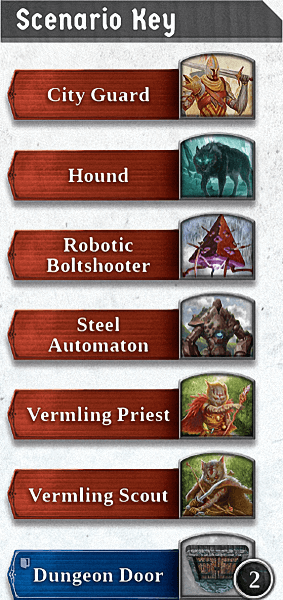 Scenario Key
City Guard
Hound
Robotic
Boltshooter
Steel
Automaton
Vermling Priest
Vermling Scout
Dungeon Door
2